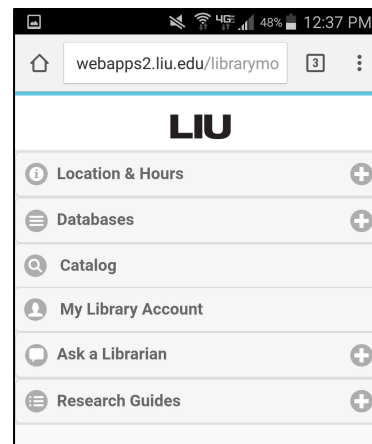 4G 48% 12:37 PM
webapps2.liu.edu/librarymo 3
LIU
Location & Hours
Databases
Catalog
My Library Account
Ask a Librarian
Research Guides